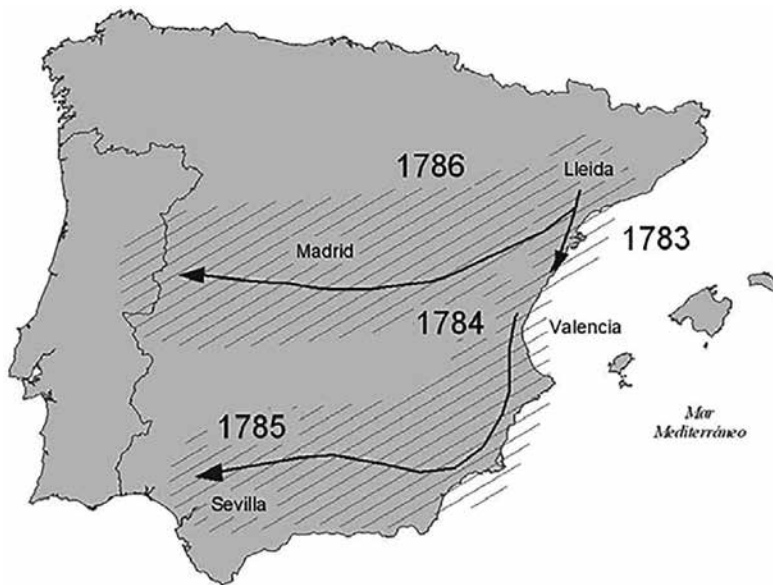 1786
Lleida
1783
Madrid
1784
Valencia
1785
Sevilla
Mar
Mediterráneo